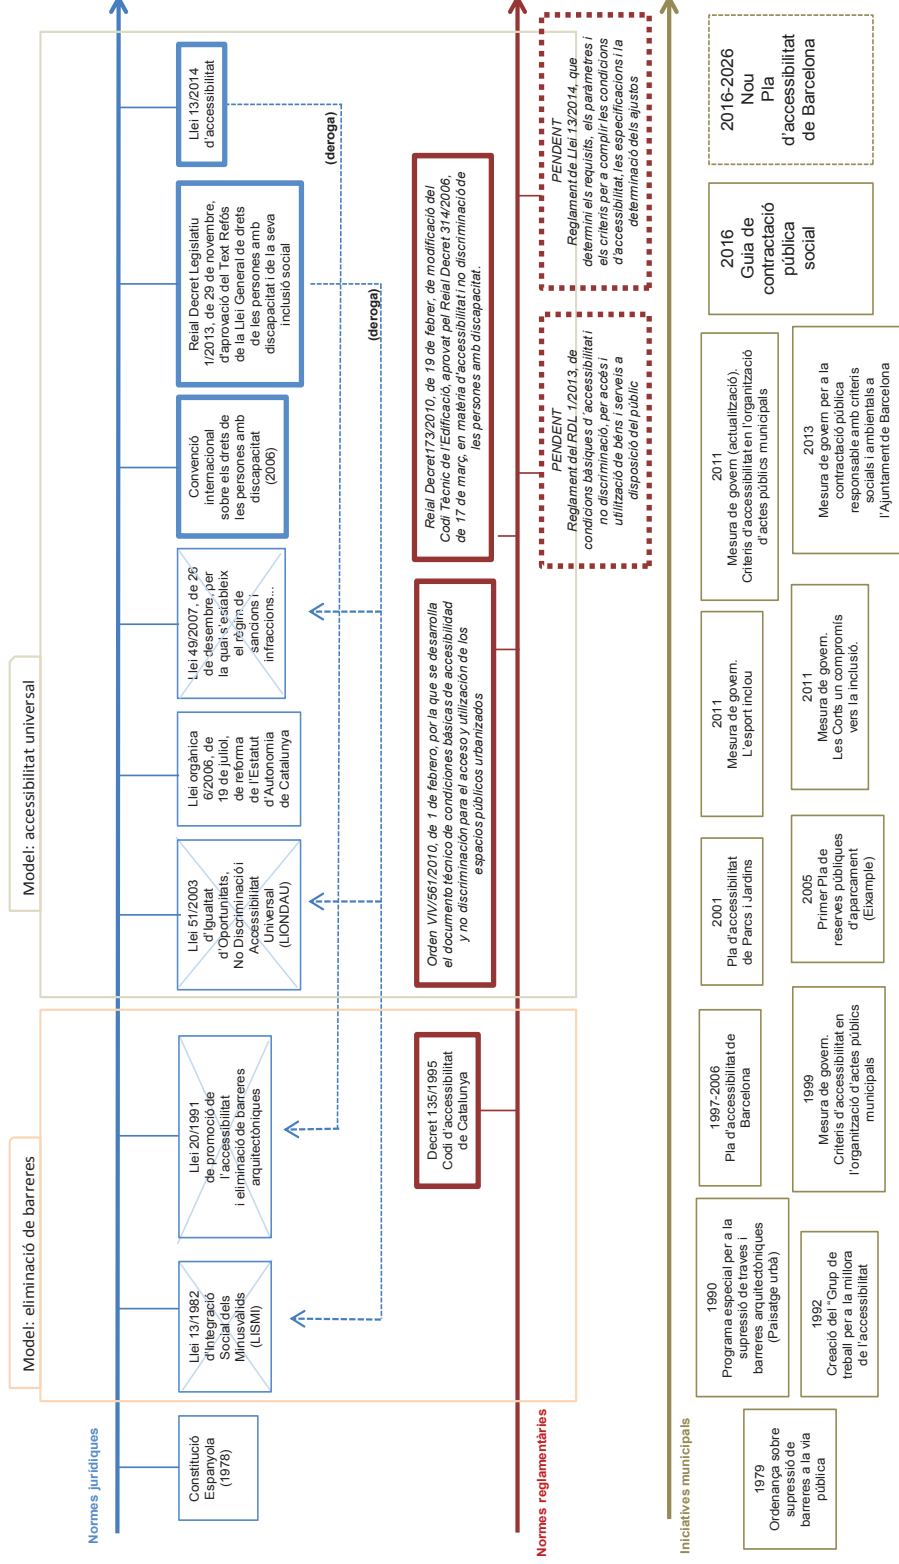 Model: eliminació de barreres
Model: accessibilitat universal
Normes jurídiques
Constitució
Espanyola
(1978)
Llei 13/1982
d'Integració
Social dels
Minusvàlids
(LISMI)
Llei 20/1991
de promoció de
l'accessibilitat
i eliminació de barreres
arquitectòniques
Llei 51/2003
d'Igualtat
d'Oportunitats,
No Discriminació i
Accessibilitat
Universal
(LIONDAU)
Llei orgànica
6/2006, de
19 de juliol,
de reforma
de l'Estatut
d'Autonomia
de Catalunya
Llei 49/2007, de 26
de desembre, per
la qual s'estableix
el règim de
sancions i
infraccions...
Convenció
internacional
sobre els drets de
les persones amb
discapacitat
(2006)
Reial Decret Legislatiu
1/2013, de 29 de novembre,
d'aprovació del Text Refós
de la Llei General de drets
de les persones amb
discapacitat i de la seva
inclusió social
Llei 13/2014
d'accessibilitat
(deroga)
(deroga)
Normes reglamentàries
Decret 135/1995
Codi d'accessibilitat
de Catalunya
Orden VIV/561/2010, de 1 de febrero, por la que se desarrolla
el documento técnico de condiciones básicas de accesibilidad
y no discriminación para el acceso y utilización de los
espacios públicos urbanizados
Reial Decret173/2010, de 19 de febrer, de modificació del
Codi Tècnic de l'Edificació, aprovat pel Reial Decret 314/2006,
de 17 de març, en matèria d'accessibilitat i no discriminació de
les persones amb discapacitat.
PENDENT
Reglament del RDL 1/2013, de
condicions bàsiques d'accessibilitat i
no discriminació, per accés i
utilització de béns i serveis a
disposició del públic
PENDENT
Reglament de Llei 13/2014, que
determini els requisits, els paràmetres i
els criteris per a complir les condicions
d'accessibilitat, les especificacions i la
determinació dels ajustos
Iniciatives municipals
1979
Ordenança sobre
supressió de
barreres a la via
pública
1990
Programa especial per a la
supressió de traves i
barreres arquitectòniques
(Paisatge urbà)
1992
Creació del "Grup de
treball per a la millora
de l'accessibilitat
1997-2006
Pla d'accessibilitat de
Barcelona
1999
Mesura de govern.
Criteris d'accessibilitat en
l'organització d'actes públics
municipals
2001
Pla d'accessibilitat
de Parcs i Jardins
2005
Primer Pla de
reserves públiques
d'aparcament
(Eixample)
2011
Mesura de govern.
L'esport inclou
2011
Mesura de govern.
Les Corts un compromís
vers la inclusió.
2011
Mesura de govern (actualització).
Criteris d'accessibilitat en l'organització
d'actes públics municipals
2013
Mesura de govern per a la
contractació pública
responsable amb criteris
socials i ambientals a
l'Ajuntament de Barcelona
2016
Guia de
contractació
pública
social
2016-2026
Nou
Pla
d'accessibilitat
de Barcelona